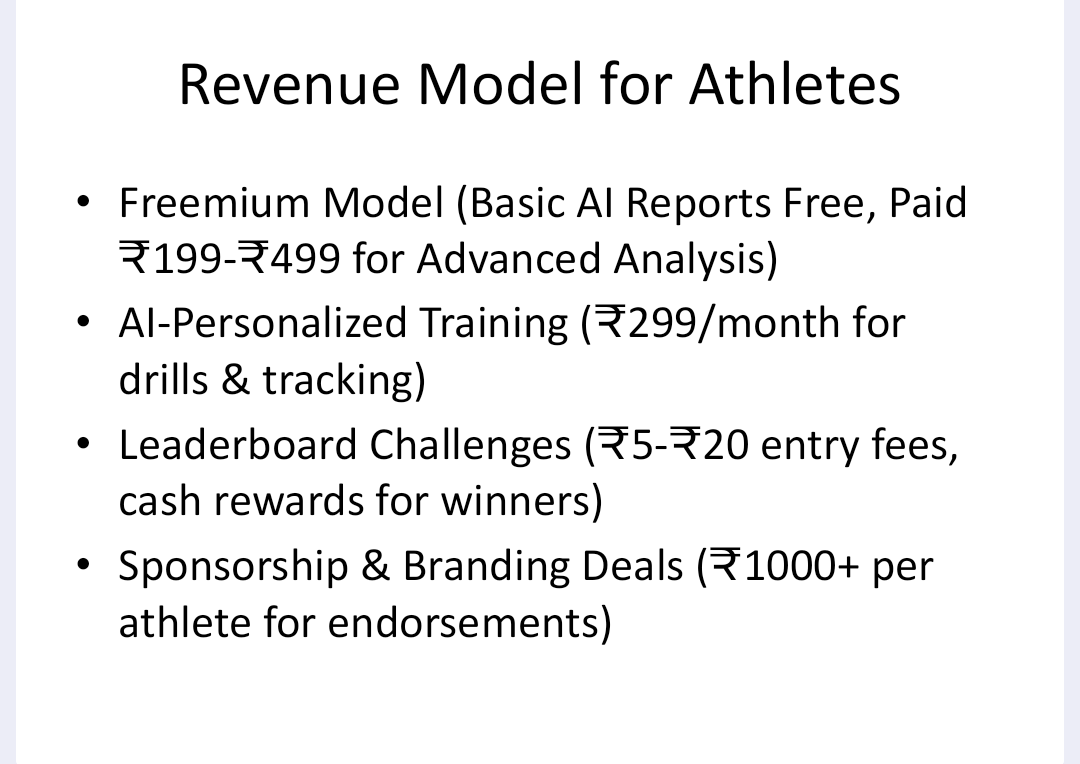 Revenue Model for Athletes
• Freemium Model (Basic AI Reports Free, Paid
₹199-₹499 for Advanced Analysis)
• AI-Personalized Training (₹299/month for
drills & tracking)
• Leaderboard Challenges (₹5-₹20 entry fees,
cash rewards for winners)
• Sponsorship & Branding Deals (₹1000+ per
athlete for endorsements)